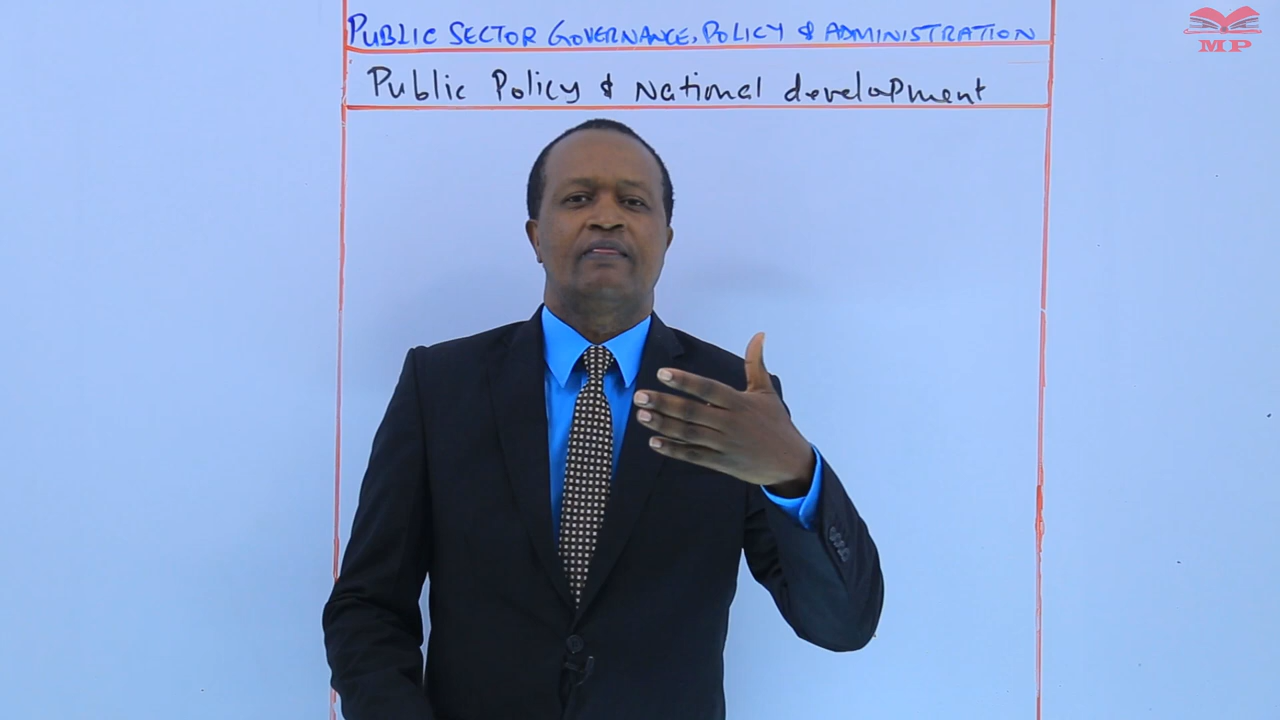 PUBLIC SECTOR GOVERNANCE, POLICY & ADMINISTRATION
Public Policy & National development
MP